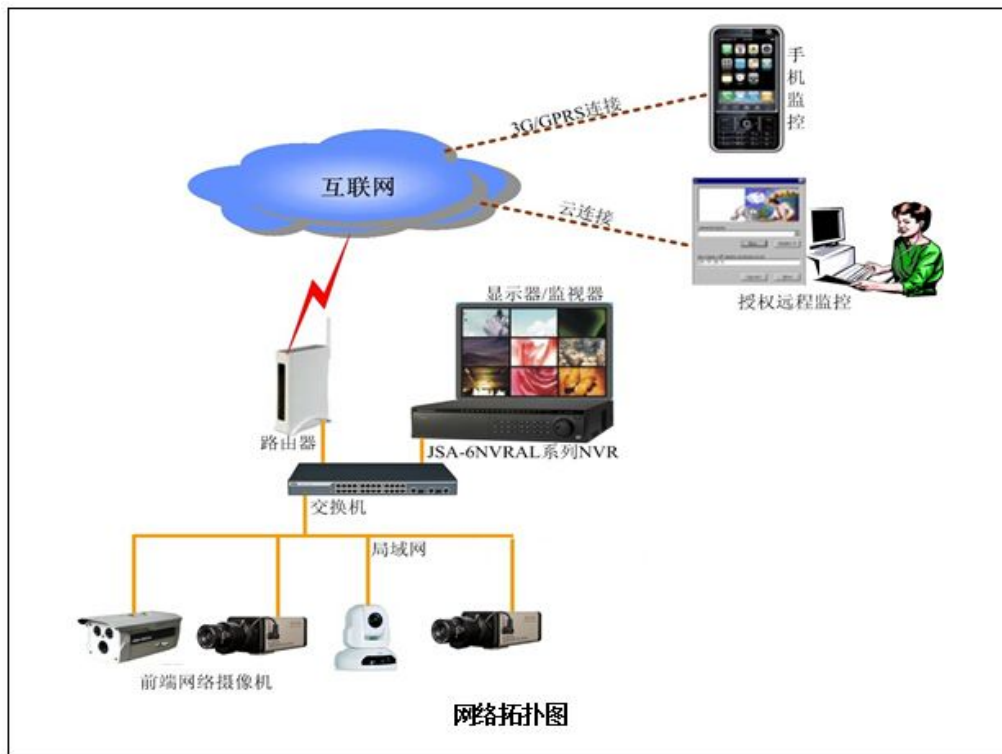 手机监控
3G/GPRS连接
互联网
云连接
授权远程监控
显示器/监视器
路由器
JSA-6NVRAL系列NVR
交换机
局域网
前端网络摄像机
网络拓扑图